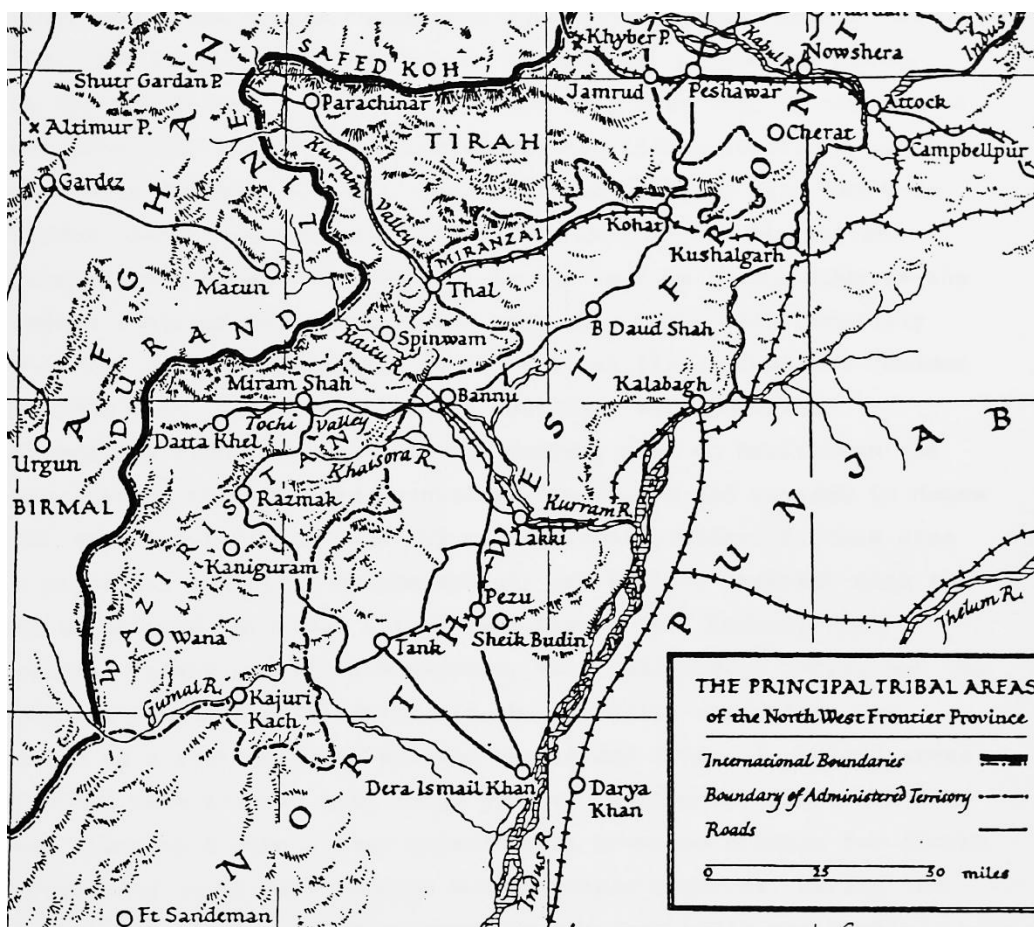 Khyber P.
Kabul R.
Nowshera
Indus
SAFED KOH
Shutr Gardan P.
Parachinar
Jamrud
Peshawar
Attock
Altimur P.
TIRAH
Cherat
Campbellpur
Kurram
Valley
Gardez
MIRANZAI
Kohat
Kushalgarh
Matun
Thal
AFGHAN
DURAND LINE
Spinwam
B Daud Shah
Kaitu R.
Miram Shah
Bannu
Kalabagh
Tochi Valley
Datta Khel
Urgun
Khaisora R.
BIRMAL
Razmak
Kurram R.
Lakki
WAZIRISTAN
Kaniguram
NORTH WEST FRONT
PUNJAB
Pezu
Thelum R.
Wana
Tank
Sheik Budin
Gumal R.
Kajuri
Kach
Dera Ismail Khan
Darya
Khan
Indus R.
Ft Sandeman
THE PRINCIPAL TRIBAL AREAS
of the North West Frontier Province
International Boundaries
Boundary of Administered Territory
Roads
0 25 50 miles